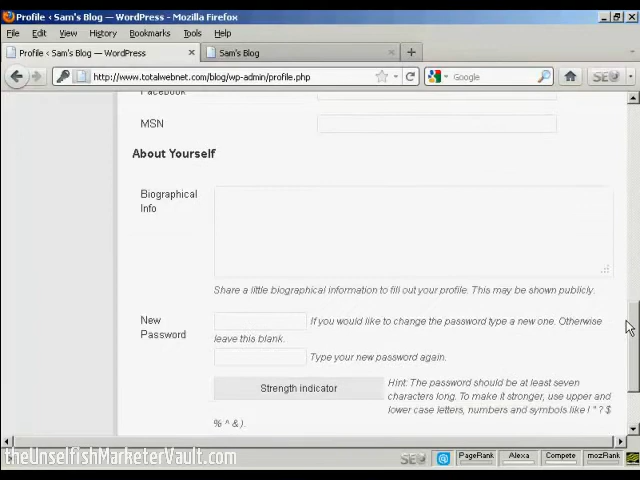 Profile ‹ Sam's Blog — WordPress - Mozilla Firefox
File Edit View History Bookmarks Tools Help
Profile ‹ Sam's Blog — WordPress × Sam's Blog × +
http://www.totalwebnet.com/blog/wp-admin/profile.php Google SE
Facebook
MSN
About Yourself
Biographical
Info
Share a little biographical information to fill out your profile. This may be shown publicly.
New
Password
If you would like to change the password type a new one. Otherwise
leave this blank.
Type your new password again.
Strength indicator
Hint: The password should be at least seven
characters long. To make it stronger, use upper and
lower case letters, numbers and symbols like ! " ? $
% ^ & ).
theUnselfishMarketerVault.com
SE @ PageRank Alexa Compete mozRank